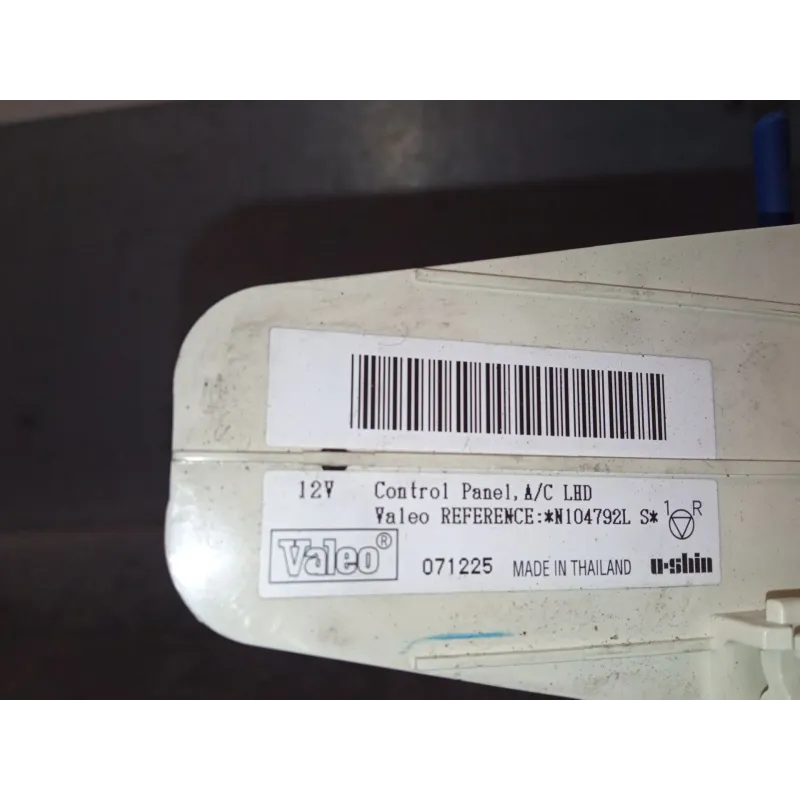 12V Control Panel, A/C LHD
Valeo REFERENCE:*N104792L S* 1 R
Valeo® 071225 MADE IN THAILAND u-shin